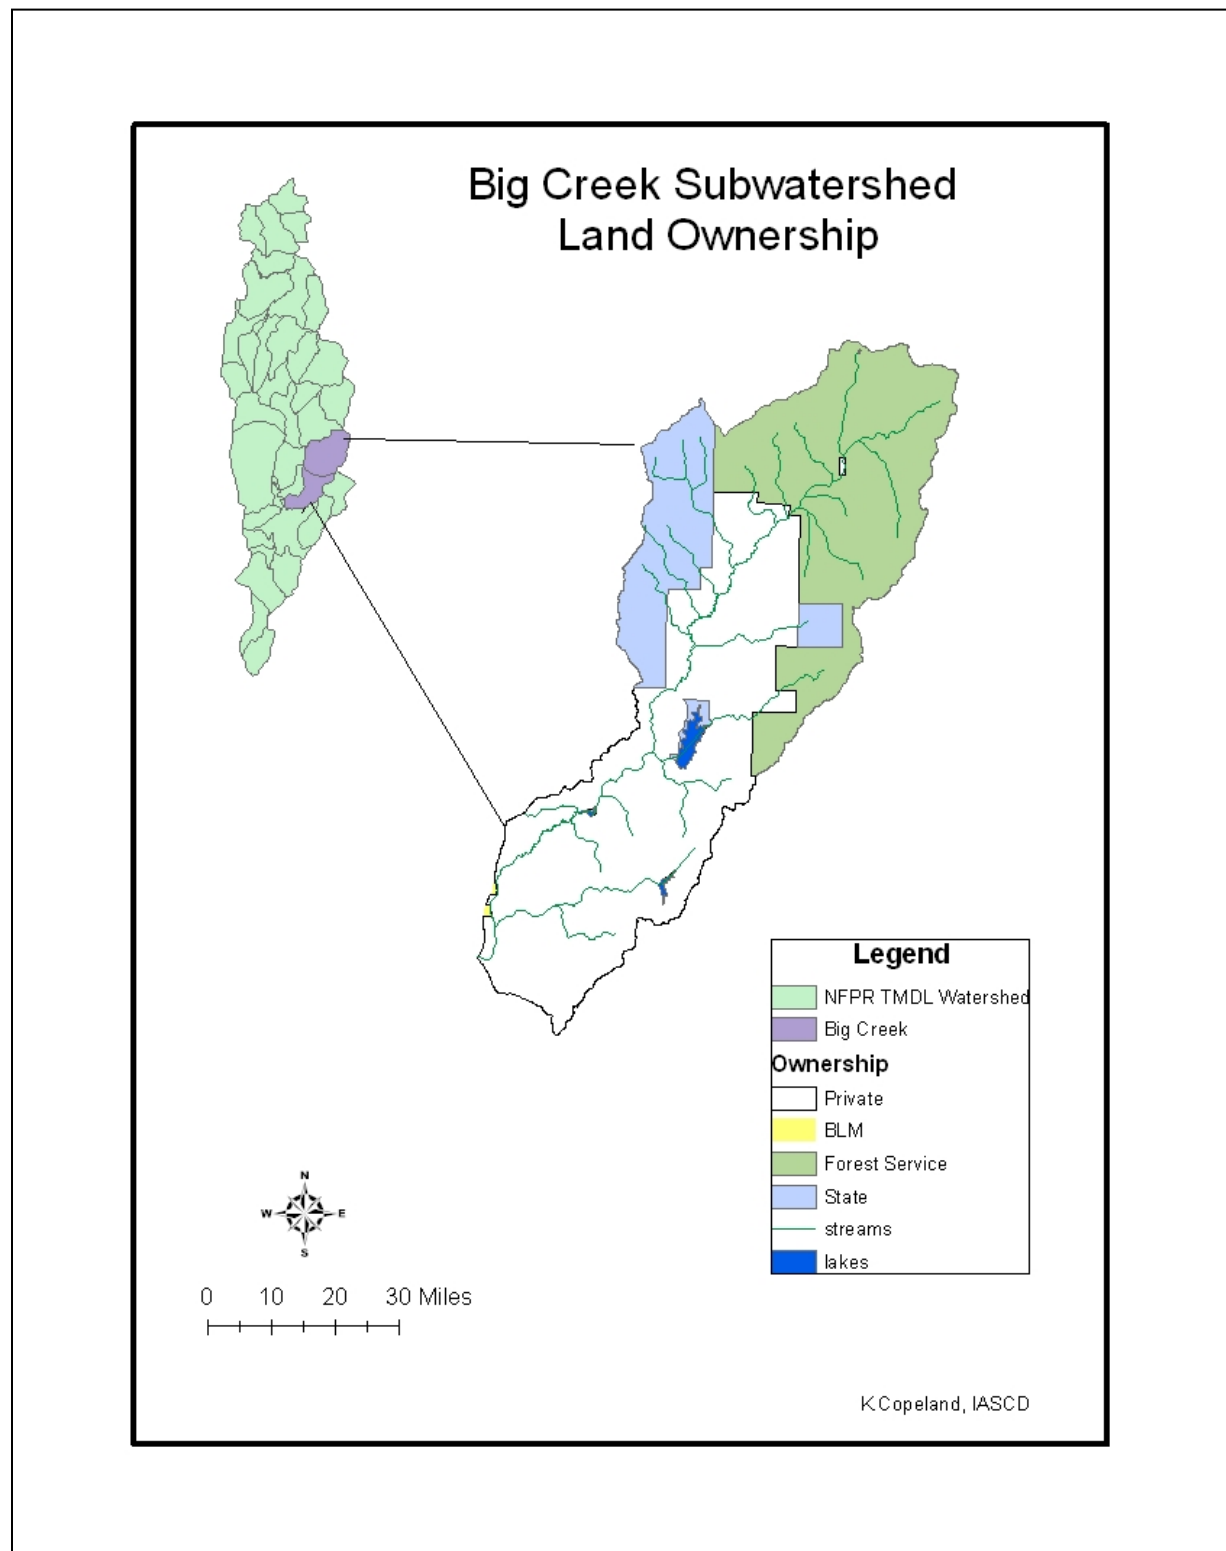 Big Creek Subwatershed
Land Ownership
Legend
NFPR TMDL Watershed
Big Creek
Ownership
Private
BLM
Forest Service
State
streams
lakes
N
W E
S
0 10 20 30 Miles
K.Copeland, IASCD